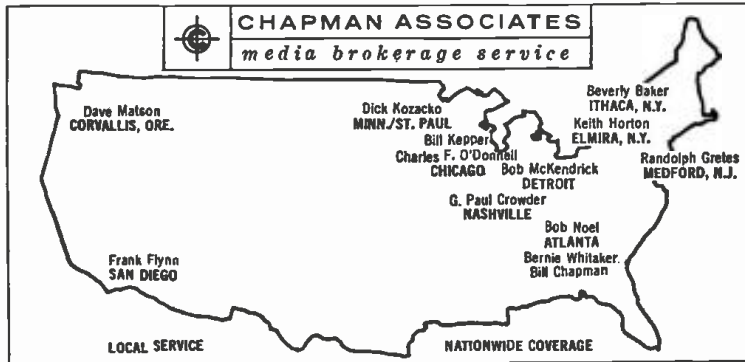 CHAPMAN ASSOCIATES
media brokerage service
Dave Matson
CORVALLIS, ORE.
Dick Kozacko
MINN./ST. PAUL
Bill Kepper
Charles F. O'Donnell
CHICAGO
Bob McKendrick
DETROIT
Beverly Baker
ITHACA, N.Y.
Keith Horton
ELMIRA, N.Y.
Randolph Gretes
MEDFORD, N.J.
G. Paul Crowder
NASHVILLE
Bob Noel
ATLANTA
Bernie Whitaker.
Bill Chapman
Frank Flynn
SAN DIEGO
LOCAL SERVICE
NATIONWIDE COVERAGE